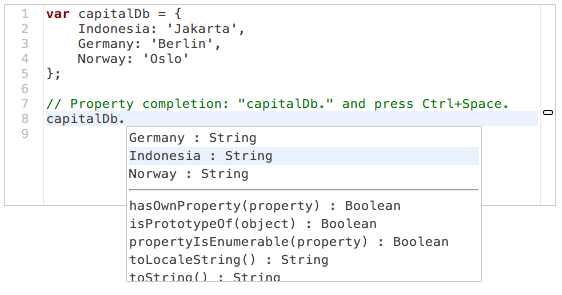 1 var capitalDb = {
2     Indonesia: 'Jakarta',
3     Germany: 'Berlin',
4     Norway: 'Oslo'
5 };
6
7 // Property completion: "capitalDb." and press Ctrl+Space.
8 capitalDb.
9
Germany : String
Indonesia : String
Norway : String
hasOwnProperty(property) : Boolean
isPrototypeOf(object) : Boolean
propertyIsEnumerable(property) : Boolean
toLocaleString() : String
toString() : String